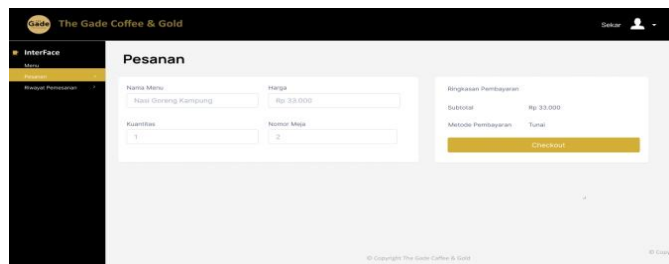 Gade The Gade Coffee & Gold
Sekar
InterFace
Menu
Pesanan
Riwayat Pemesanan
Pesanan
Nama Menu
Harga
Nasi Goreng Kampung
Rp 33.000
Kuantitas
Nomor Meja
1
2
Ringkasan Pembayaran
Subtotal Rp 33.000
Metode Pembayaran Tunai
Checkout
© Copyright The Gade Coffee & Gold
© Copy